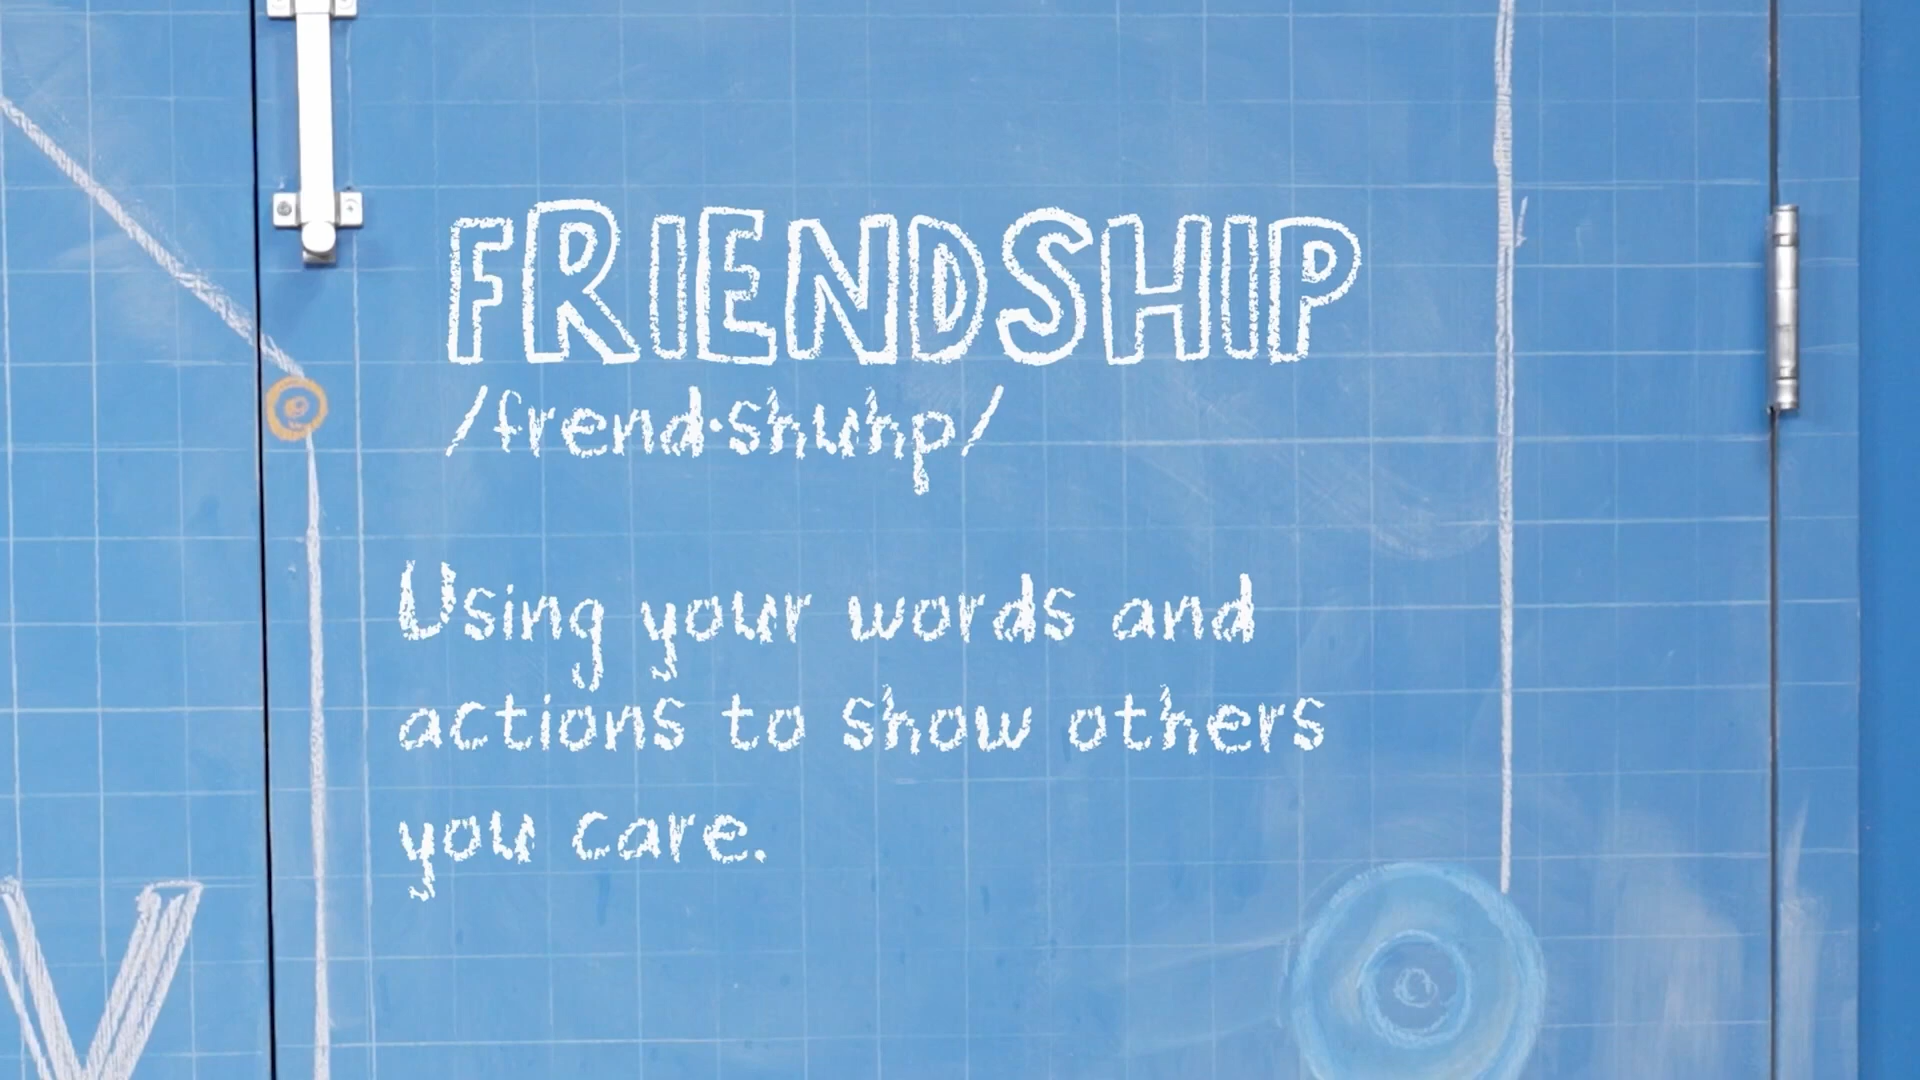 FRIENDSHIP
/frend·shuhp/
Using your words and
actions to show others
you care.